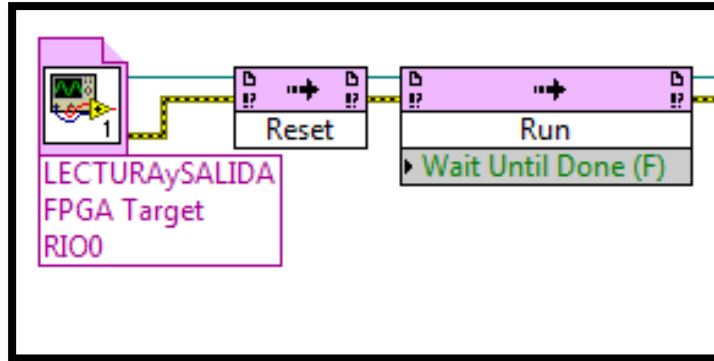 1
LECTURAySALIDA
FPGA Target
RIO0
!?
!?
Reset
!?
!?
Run
Wait Until Done (F)